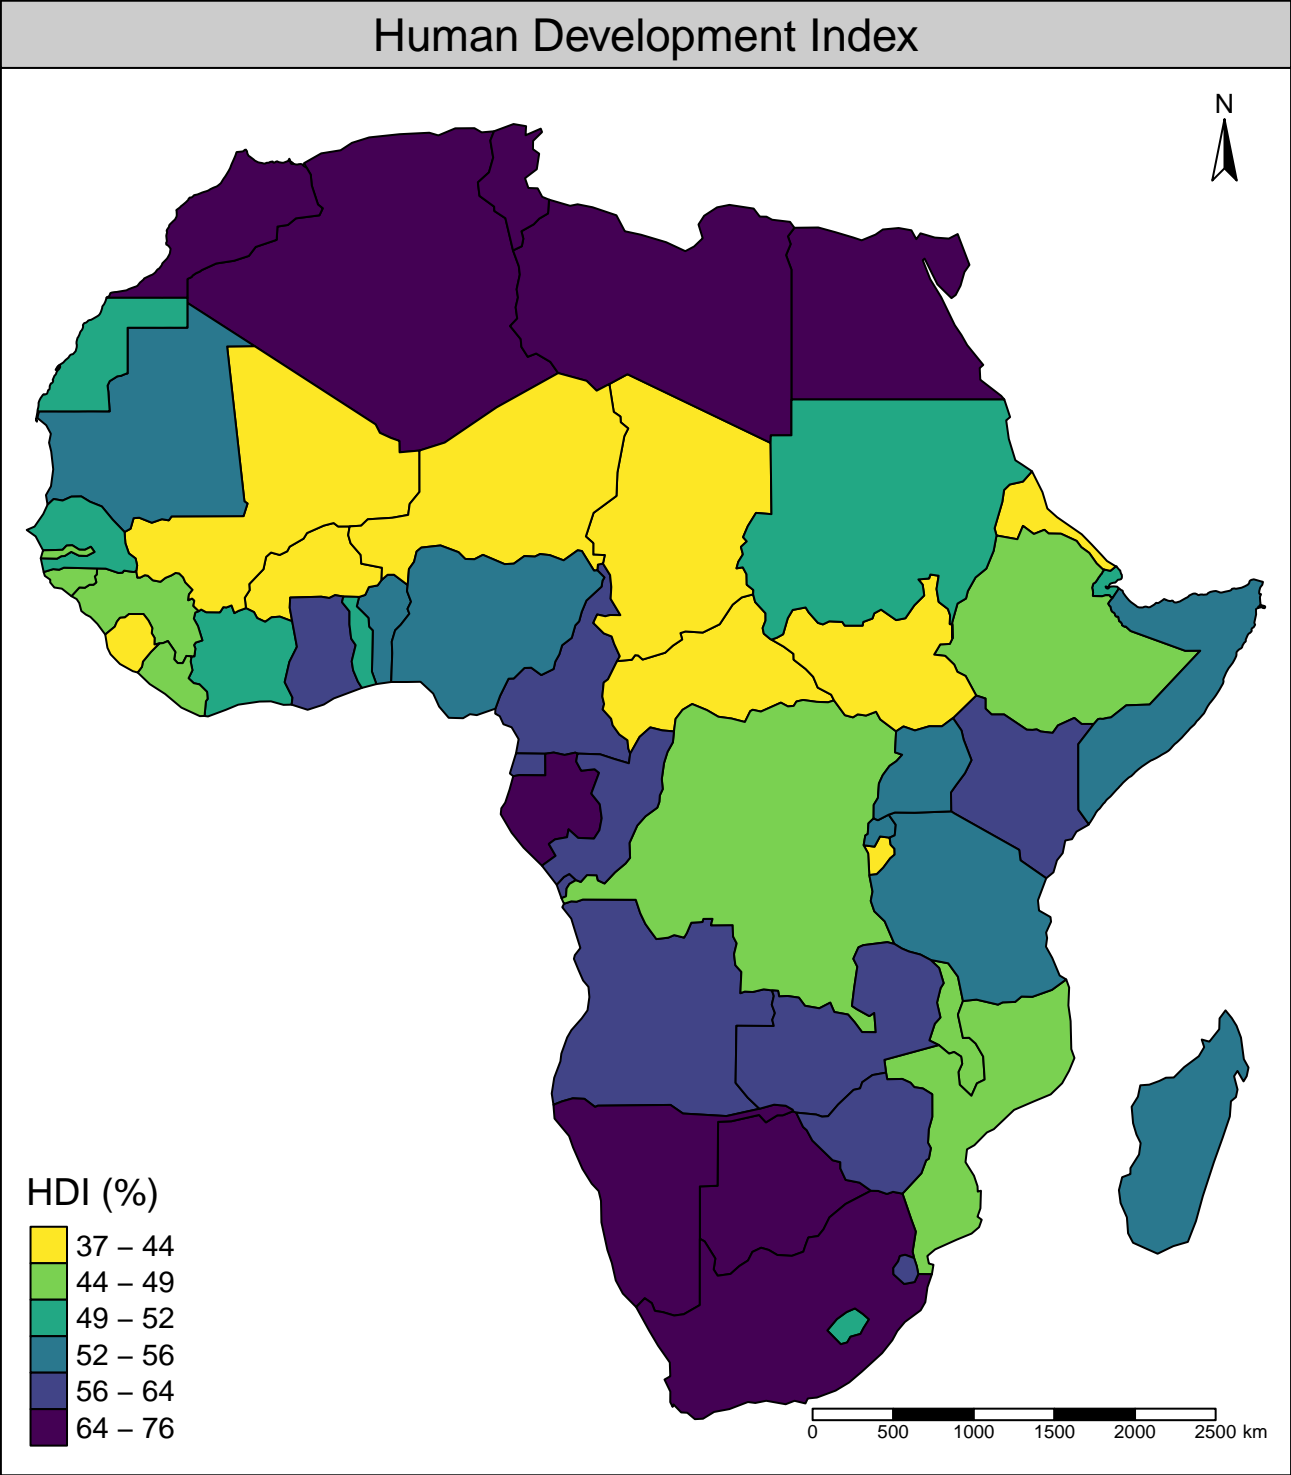 Human Development Index
N
HDI (%)
37 – 44
44 – 49
49 – 52
52 – 56
56 – 64
64 – 76
0 500 1000 1500 2000 2500 km